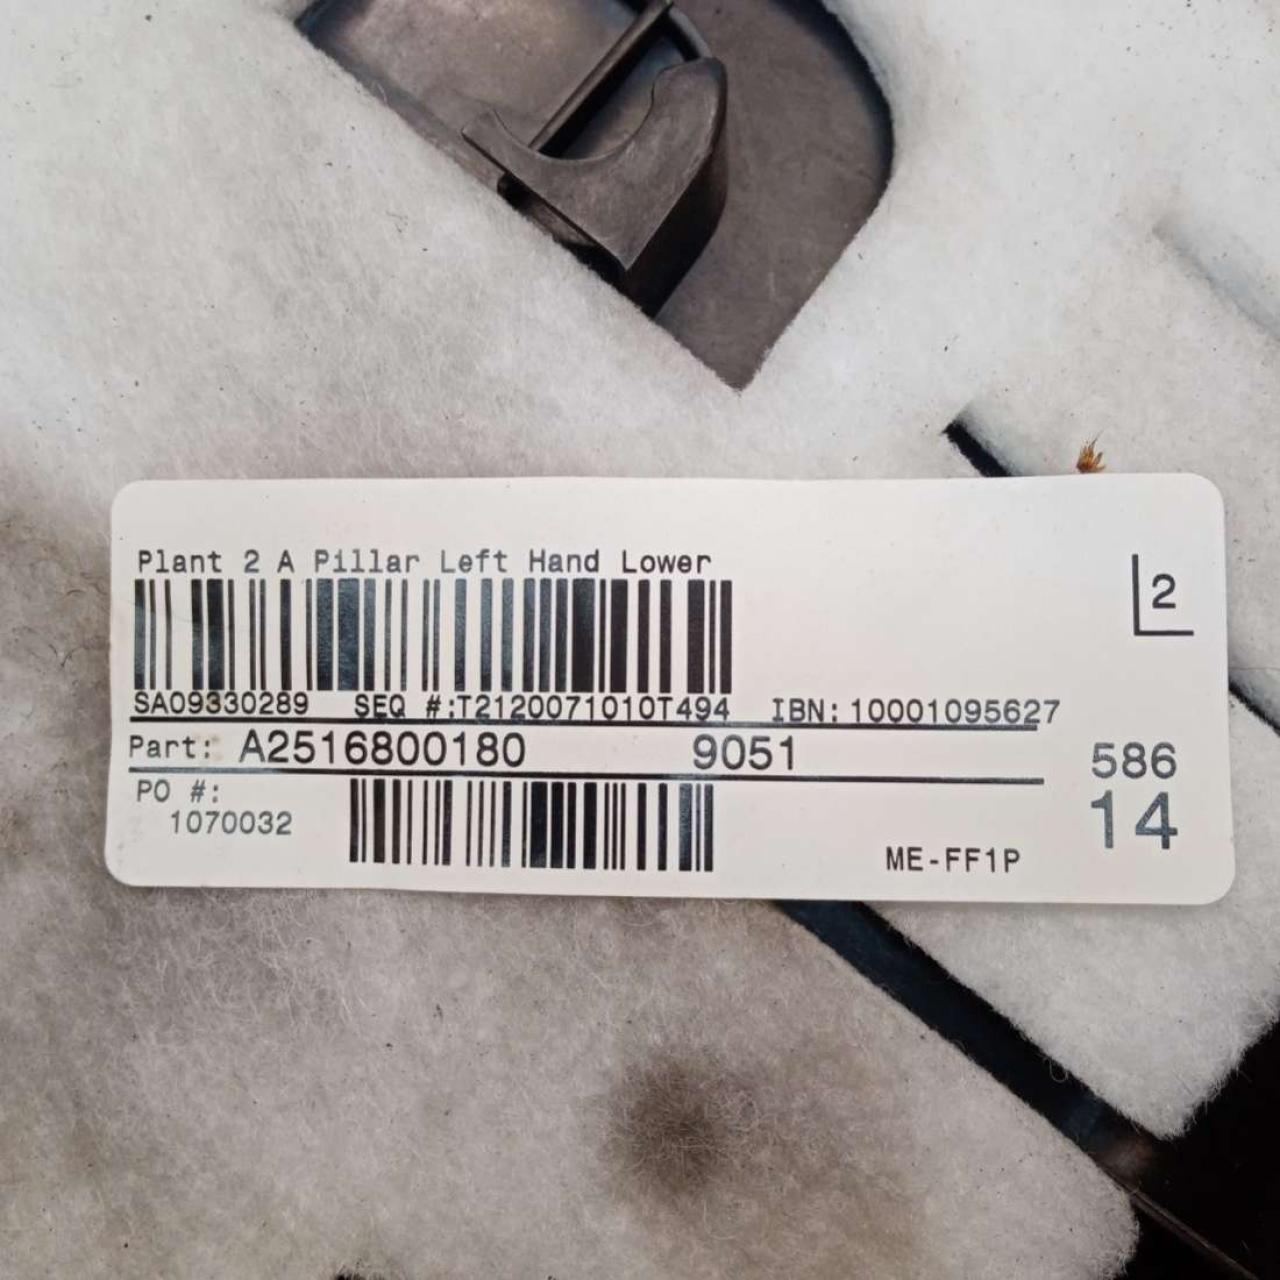 Plant 2 A Pillar Left Hand Lower
2
SA09330289 SEQ #:T2120071010T494 IBN:10001095627
Part: A2516800180 9051
586
PO #:
1070032
14
ME-FF1P